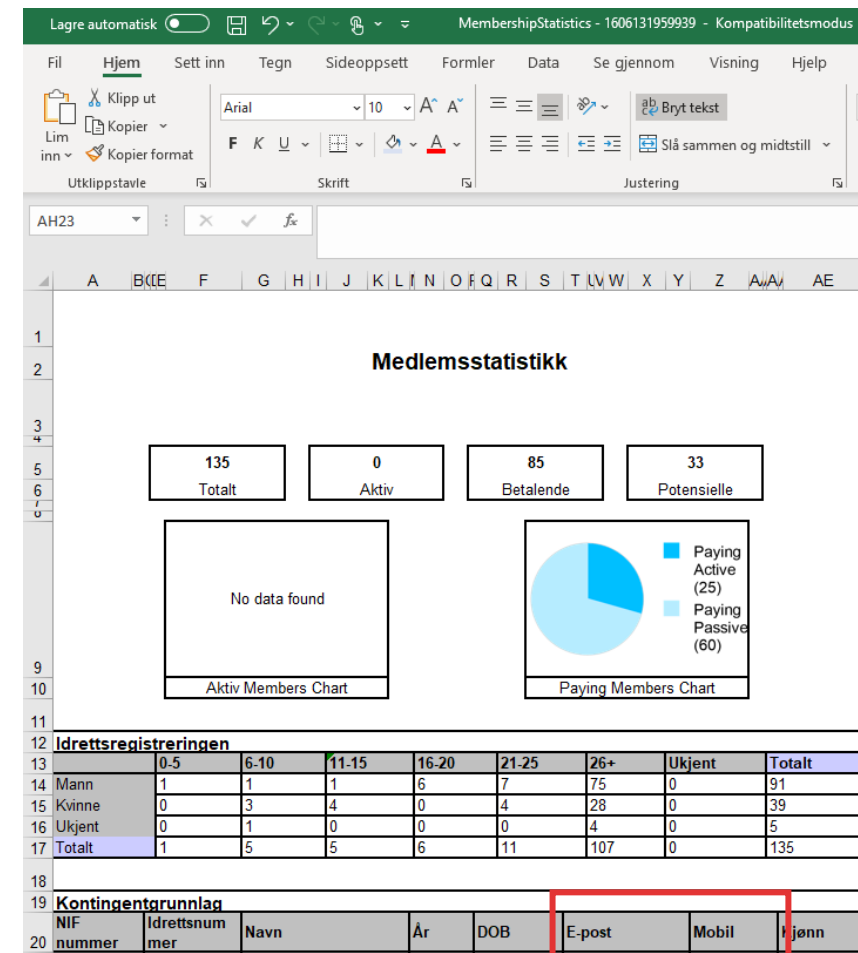 Lagre automatisk
MembershipStatistics - 1606131959939 - Kompatibilitetsmodus
Fil Hjem Sett inn Tegn Sideoppsett Formler Data Se gjennom Visning Hjelp
Lim inn
Klipp ut
Kopier
Kopier format
Utklippstavle
Arial 10 A A
F K U A
Skrift
ab Bryt tekst
Slå sammen og midtstill
Justering
AH23 fx
A B E F G H I J K L N O Q R S T V W X Y Z AE
1
2 Medlemsstatistikk
3
4
5 135 0 85 33
6 Totalt Aktiv Betalende Potensielle
No data found
Paying
Active
(25)
Paying
Passive
(60)
9
10 Aktiv Members Chart Paying Members Chart
11
12 Idrettsregistreringen
13 0-5 6-10 11-15 16-20 21-25 26+ Ukjent Totalt
14 Mann 1 1 1 6 7 75 0 91
15 Kvinne 0 3 4 0 4 28 0 39
16 Ukjent 0 1 0 0 0 4 0 5
17 Totalt 1 5 5 6 11 107 0 135
18
19 Kontingentgrunnlag
20 NIF nummer Idrettsnum mer Navn År DOB E-post Mobil Kjønn